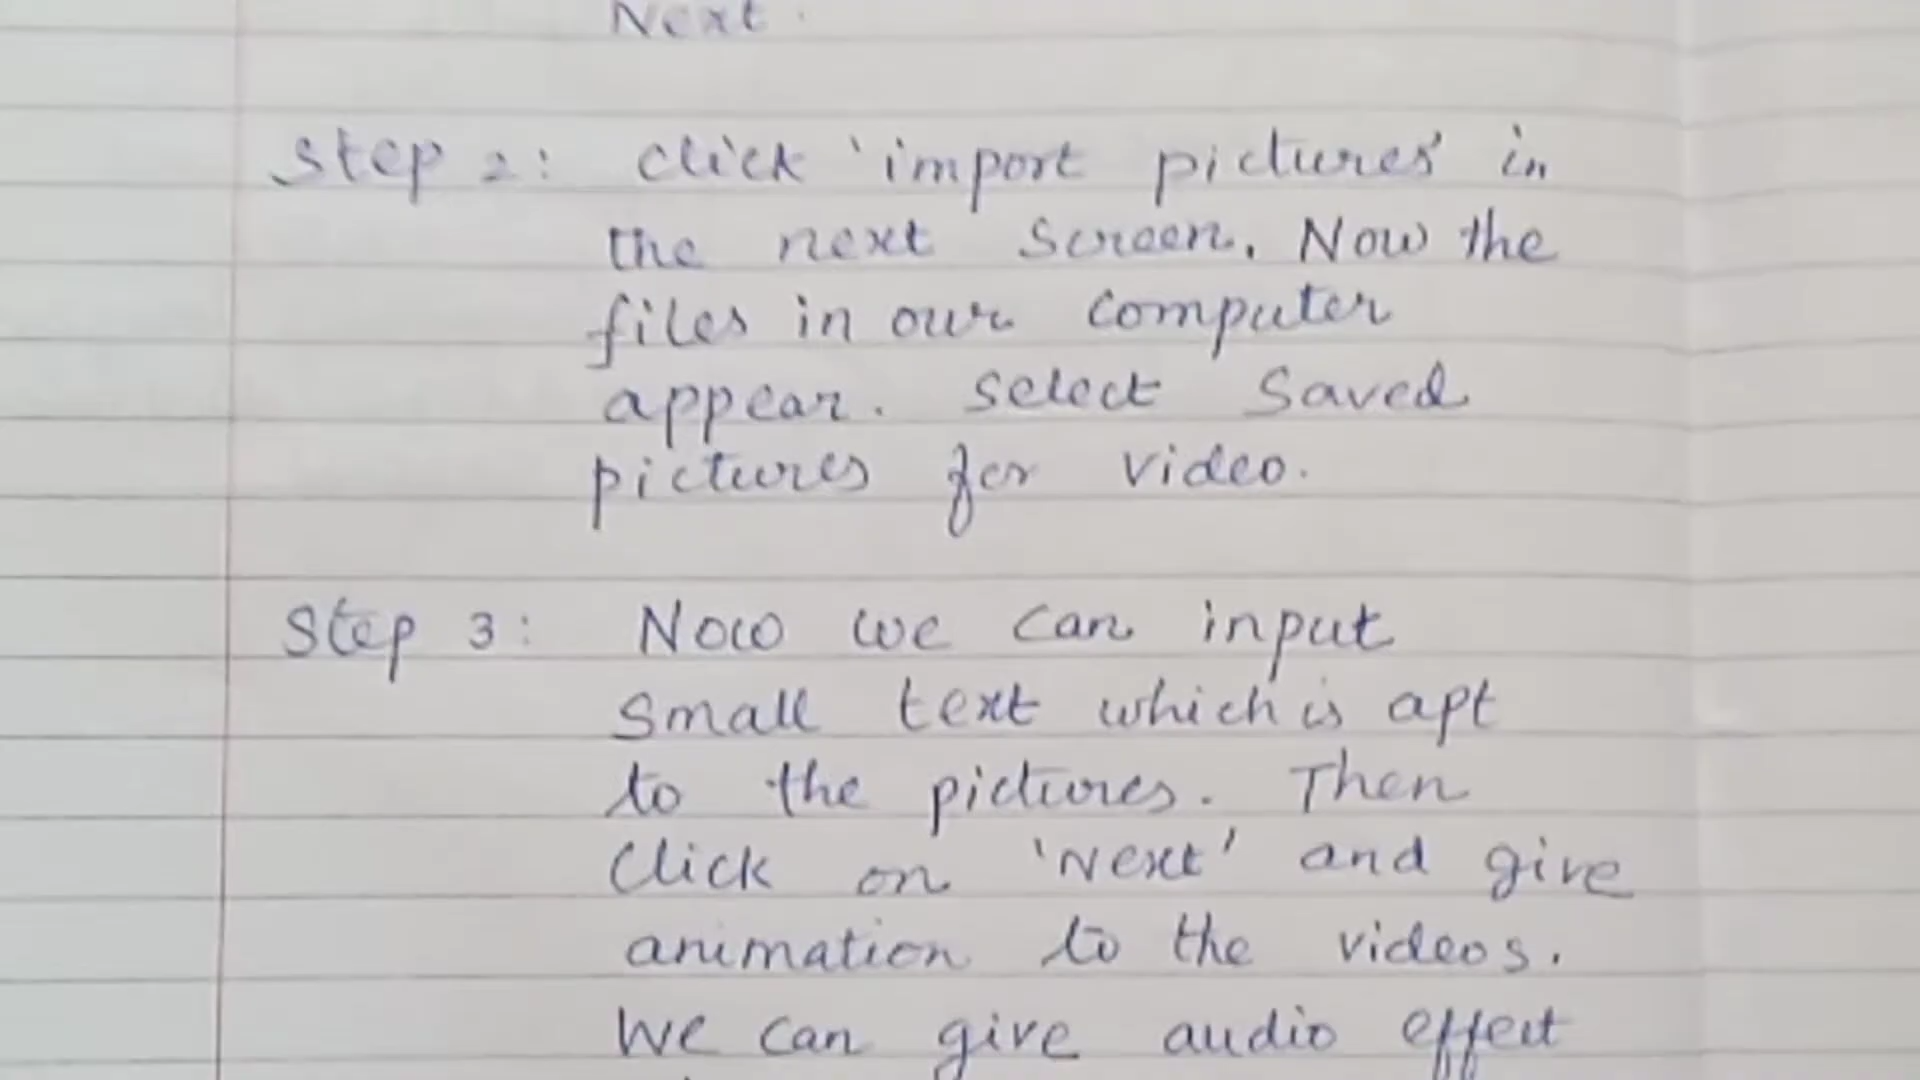 Next.
Step 2: Click 'import pictures' in
the next screen. Now the
files in our computer
appear. Select Saved
pictures for video.
Step 3: Now we can input
small text which is apt
to the pictures. Then
Click on 'Next' and give
animation to the videos.
We can give audio effect